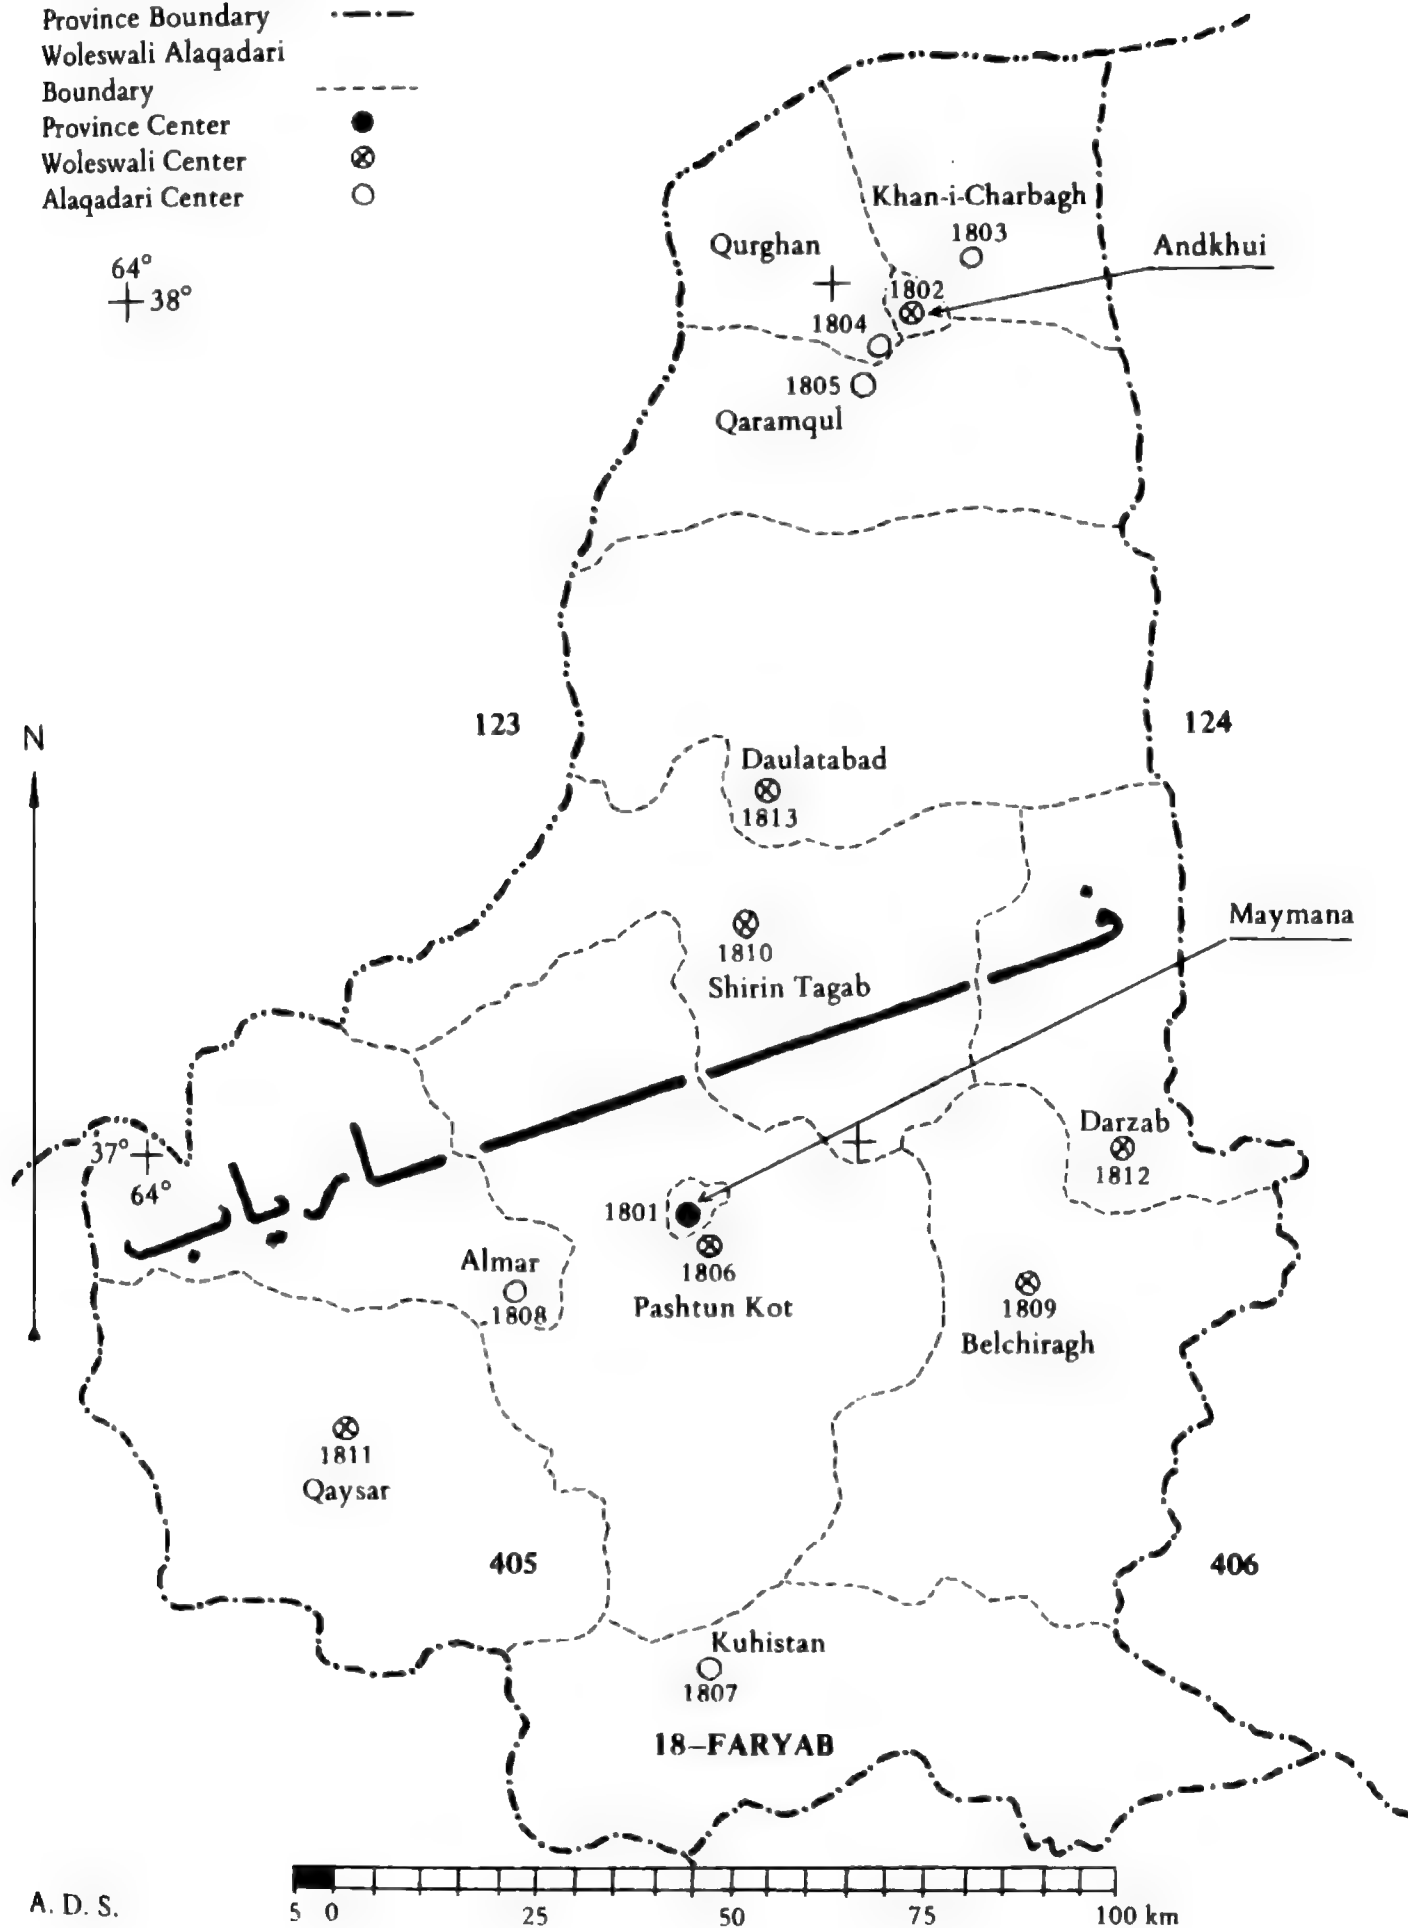 Province Boundary
Woleswali Alaqadari
Boundary
Province Center
Woleswali Center
Alaqadari Center
64°
38°
Khan-i-Charbagh
1803
Qurghan
Andkhui
1802
1804
1805
Qaramqul
123
124
N
Daulatabad
1813
Maymana
1810
Shirin Tagab
فاریاب
Darzab
1812
37°
64°
1801
Almar
1808
1806
Pashtun Kot
1809
Belchiragh
1811
Qaysar
405
406
Kuhistan
1807
18–FARYAB
A. D. S.
5 0 25 50 75 100 km